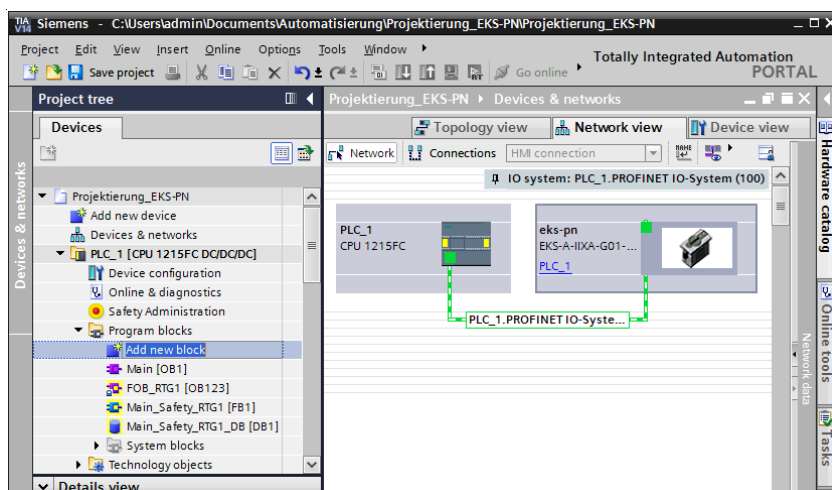 TIA V14 Siemens - C:\Users\admin\Documents\Automatisierung\Projektierung_EKS-PN\Projektierung_EKS-PN
Project Edit View Insert Online Options Tools Window
Totally Integrated Automation
PORTAL
Save project
Go online
Project tree
Projektierung_EKS-PN Devices & networks
Devices
Topology view
Network view
Device view
Network
Connections
HMI connection
IO system: PLC_1.PROFINET IO-System (100)
Projektierung_EKS-PN
Add new device
Devices & networks
PLC_1 [CPU 1215FC DC/DC/DC]
Device configuration
Online & diagnostics
Safety Administration
Program blocks
Add new block
Main [OB1]
FOB_RTG1 [OB123]
Main_Safety_RTG1 [FB1]
Main_Safety_RTG1_DB [DB1]
System blocks
Technology objects
Details view
PLC_1
CPU 1215FC
eks-pn
EKS-A-IIXA-G01-...
PLC_1
PLC_1.PROFINET IO-Syste...
Devices & networks
Network data
Hardware catalog
Online tools
Tasks